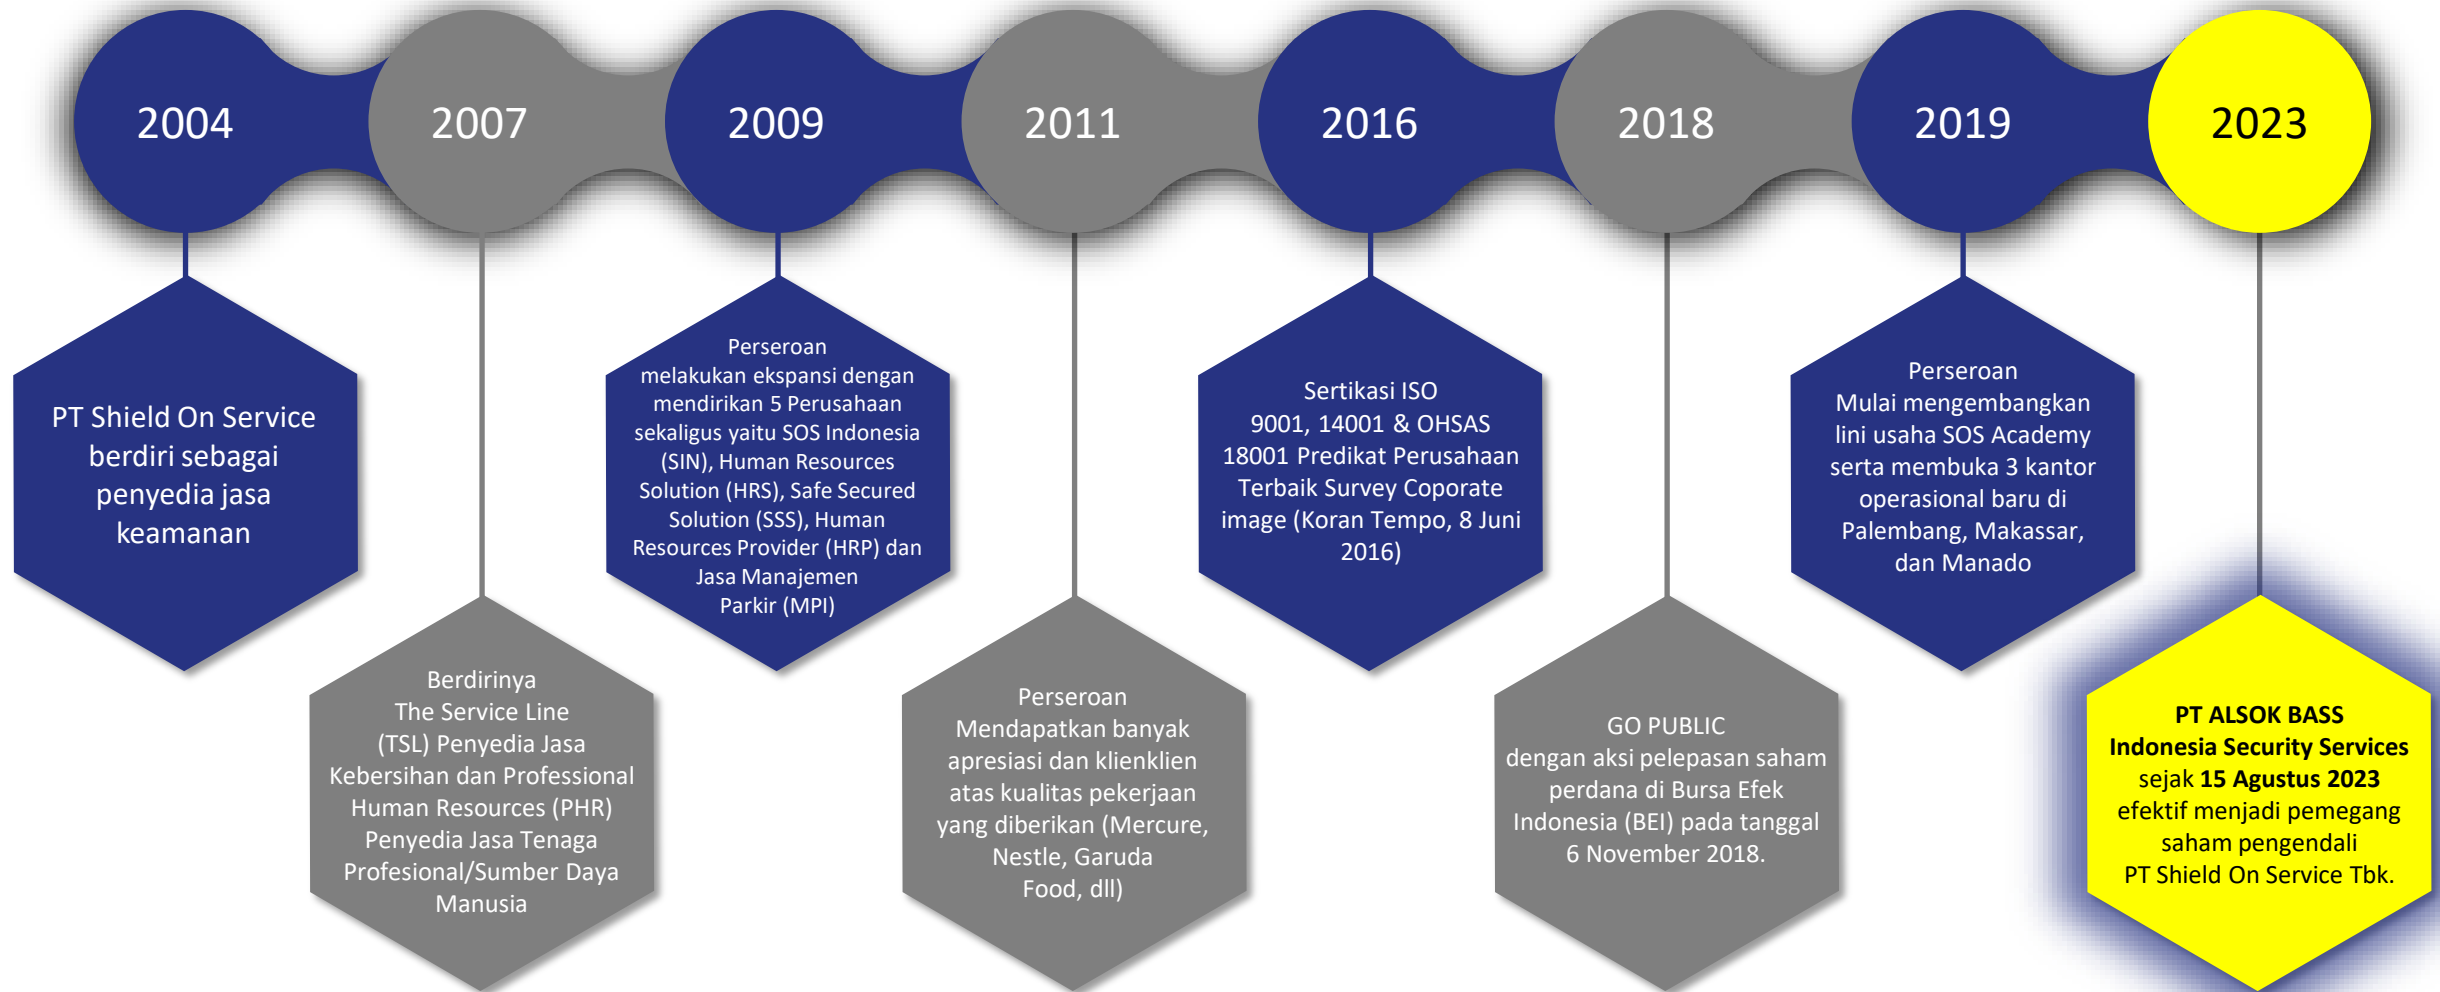 2004
2007
2009
2011
2016
2018
2019
2023
PT Shield On Service
berdiri sebagai
penyedia jasa
keamanan
Berdirinya
The Service Line
(TSL) Penyedia Jasa
Kebersihan dan Professional
Human Resources (PHR)
Penyedia Jasa Tenaga
Profesional/Sumber Daya
Manusia
Perseroan
melakukan ekspansi dengan
mendirikan 5 Perusahaan
sekaligus yaitu SOS Indonesia
(SIN), Human Resources
Solution (HRS), Safe Secured
Solution (SSS), Human
Resources Provider (HRP) dan
Jasa Manajemen
Parkir (MPI)
Perseroan
Mendapatkan banyak
apresiasi dan klienklien
atas kualitas pekerjaan
yang diberikan (Mercure,
Nestle, Garuda
Food, dll)
Sertikasi ISO
9001, 14001 & OHSAS
18001 Predikat Perusahaan
Terbaik Survey Coporate
image (Koran Tempo, 8 Juni
2016)
GO PUBLIC
dengan aksi pelepasan saham
perdana di Bursa Efek
Indonesia (BEI) pada tanggal
6 November 2018.
Perseroan
Mulai mengembangkan
lini usaha SOS Academy
serta membuka 3 kantor
operasional baru di
Palembang, Makassar,
dan Manado
PT ALSOK BASS
Indonesia Security Services
sejak 15 Agustus 2023
efektif menjadi pemegang
saham pengendali
PT Shield On Service Tbk.